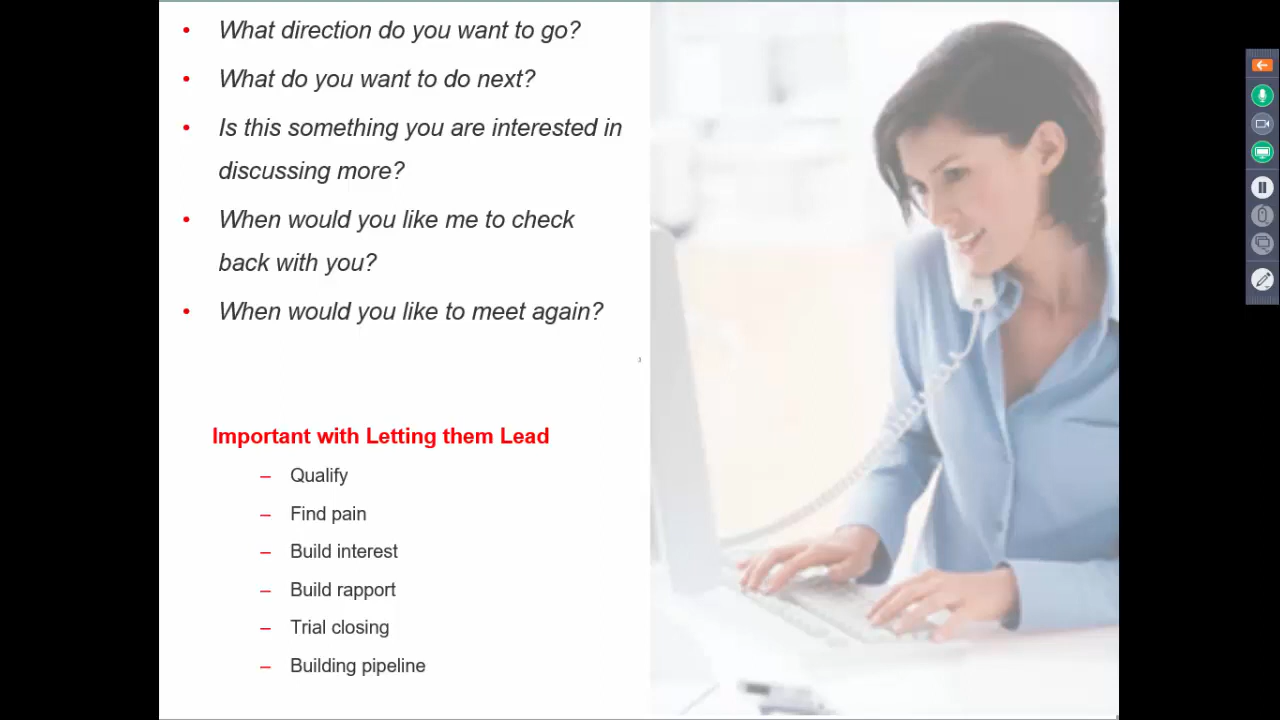 • What direction do you want to go?
• What do you want to do next?
• Is this something you are interested in
discussing more?
• When would you like me to check
back with you?
• When would you like to meet again?
Important with Letting them Lead
– Qualify
– Find pain
– Build interest
– Build rapport
– Trial closing
– Building pipeline